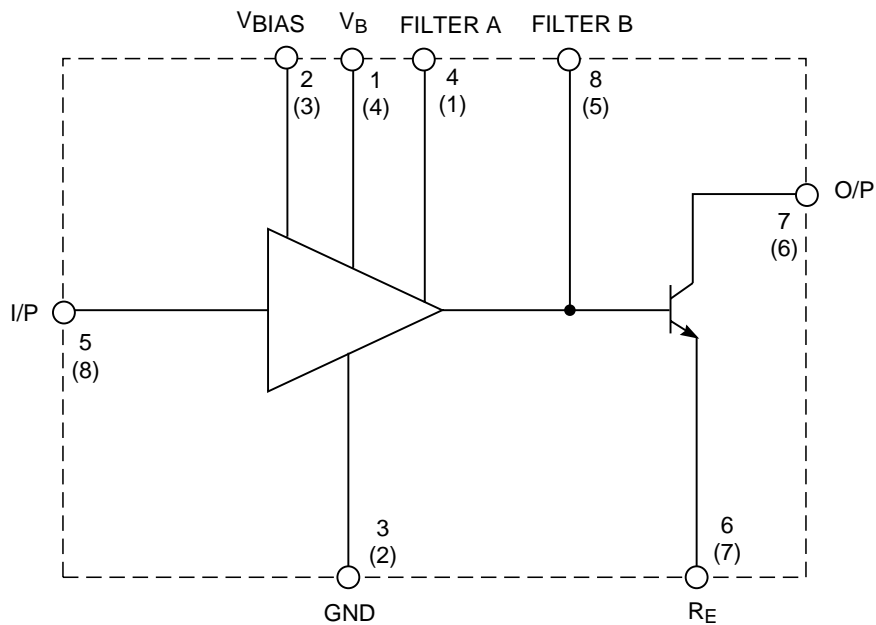 VBIAS VB FILTER A FILTER B
2 1 4 8
(3) (4) (1) (5)
O/P
7
(6)
I/P
5
(8)
3 6
(2) (7)
GND RE